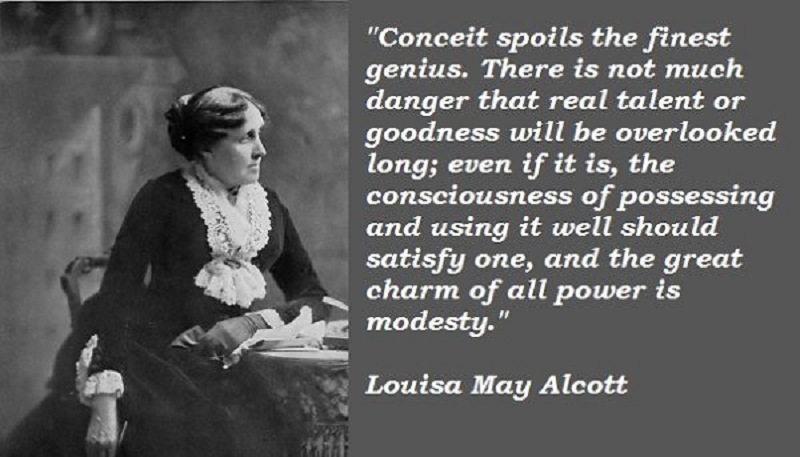 "Conceit spoils the finest
genius. There is not much
danger that real talent or
goodness will be overlooked
long; even if it is, the
consciousness of possessing
and using it well should
satisfy one, and the great
charm of all power is
modesty."
Louisa May Alcott